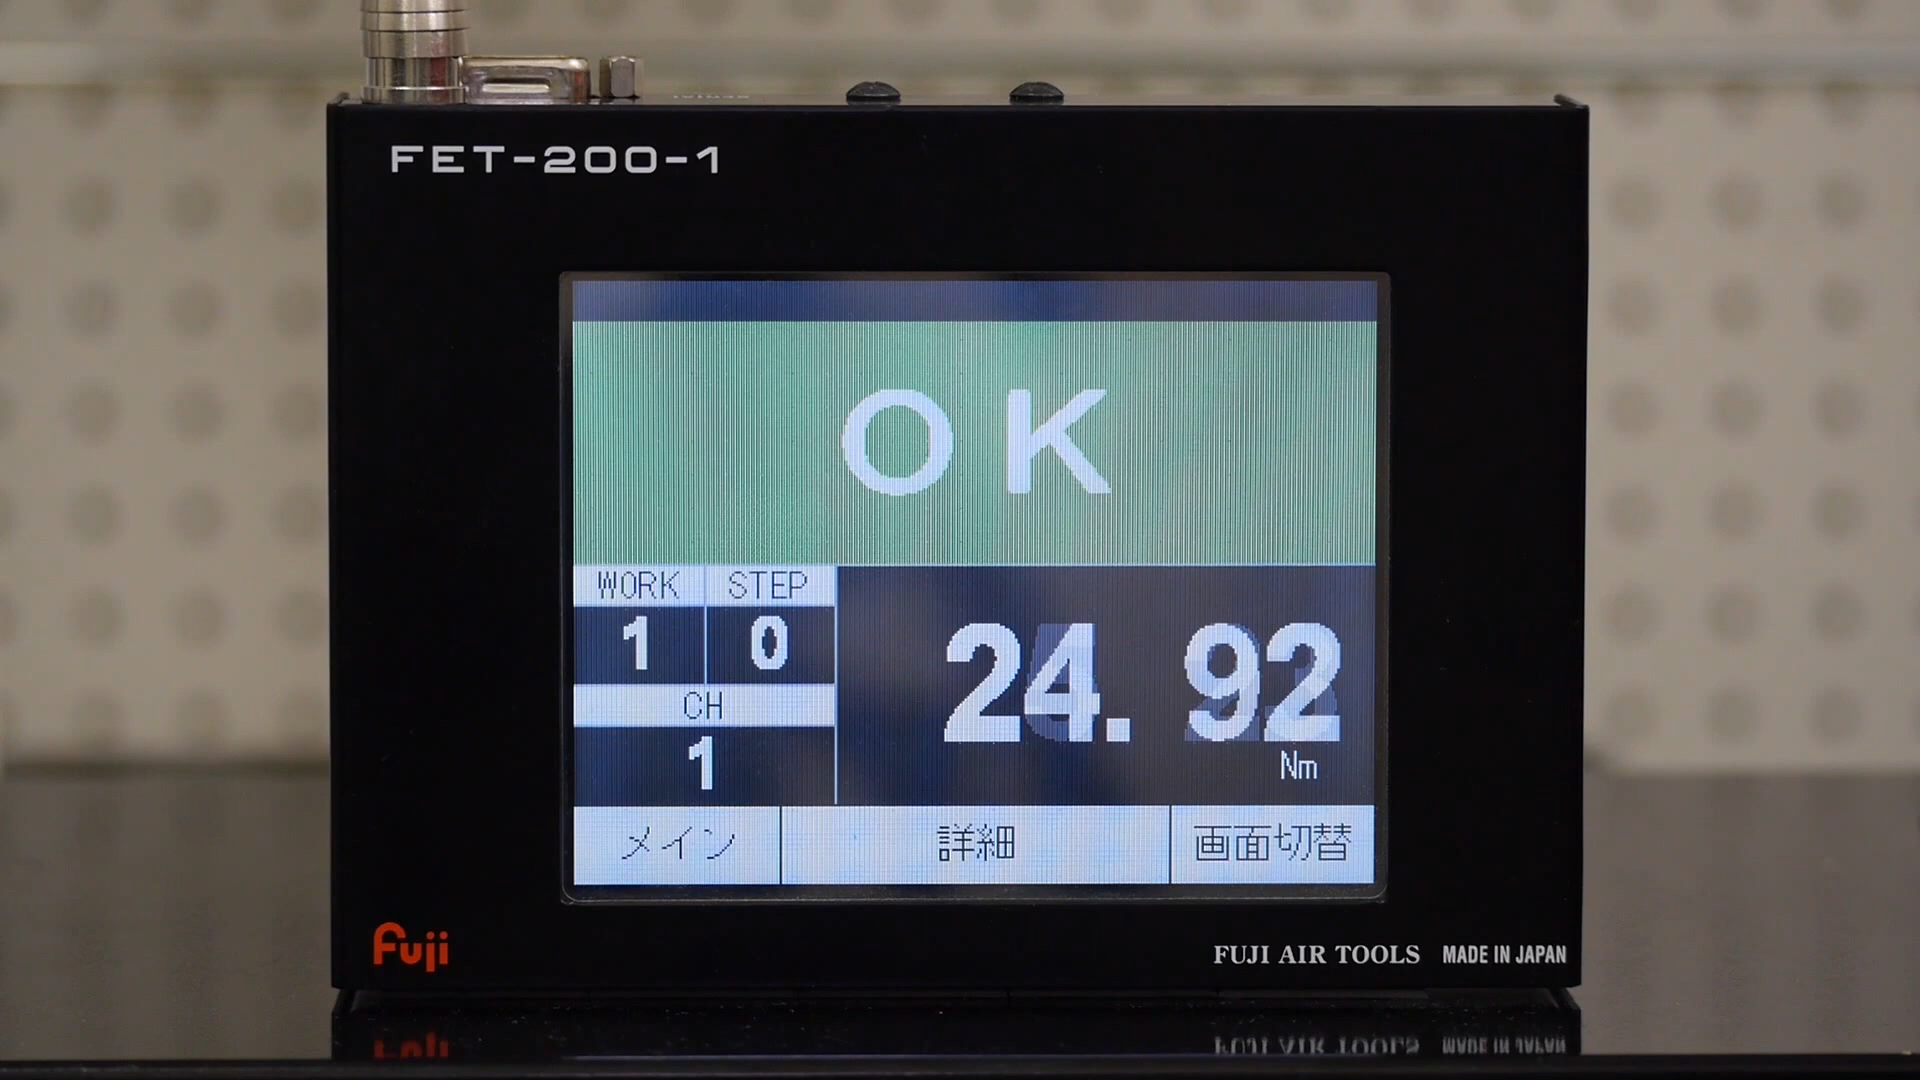 FET-200-1
OK
WORK STEP
1 0
24.92
CH
1
Nm
メイン 詳細 画面切替
Fuji
FUJI AIR TOOLS MADE IN JAPAN